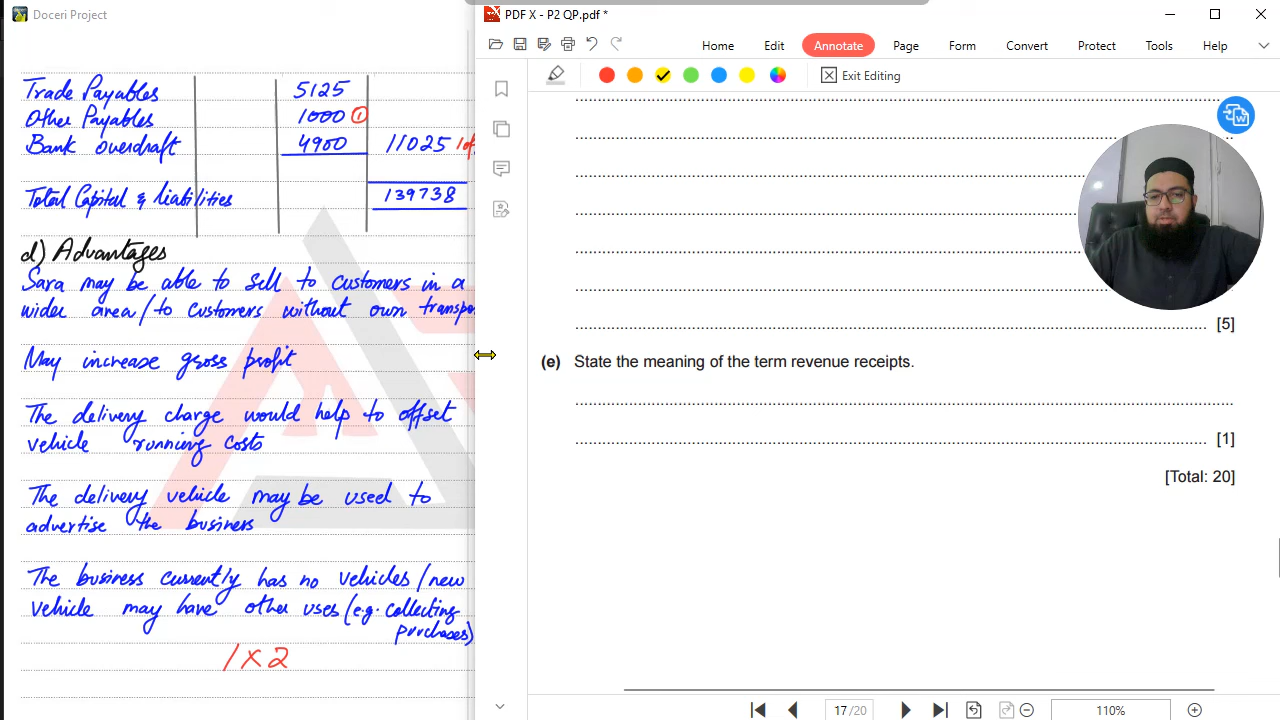 Doceri Project
PDF X - P2 QP.pdf *
Home Edit Annotate Page Form Convert Protect Tools Help
Exit Editing
Trade Payables 5125
Other Payables 1000 1
Bank overdraft 4900 11025 1of
Total Capital & liabilities 139738
d) Advantages
Sara may be able to sell to customers in a
wider area/to customers without own transpo
May increase gross profit
The delivery charge would help to offset
vehicle running costs
The delivery vehicle may be used to
advertise the business
The business currently has no vehicles/new
vehicle may have other uses (e.g. collecting
purchases)
1 x 2
[5]
(e) State the meaning of the term revenue receipts.
[1]
[Total: 20]
17 /20
110%